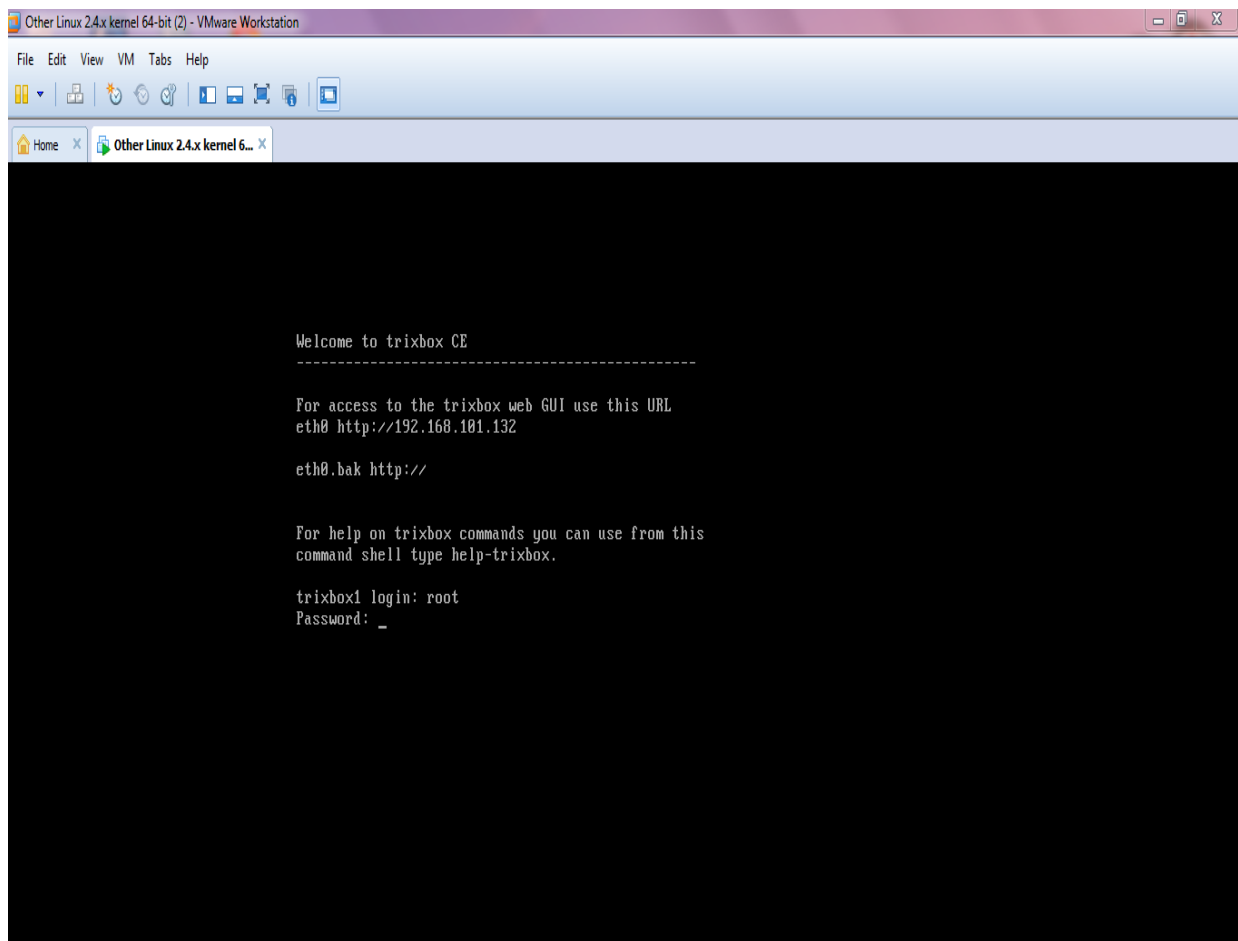 Other Linux 2.4.x kernel 64-bit (2) - VMware Workstation
File Edit View VM Tabs Help
Home Other Linux 2.4.x kernel 6...
Welcome to trixbox CE
-------------------------------------------------
For access to the trixbox web GUI use this URL
eth0 http://192.168.101.132
eth0.bak http://
For help on trixbox commands you can use from this
command shell type help-trixbox.
trixbox1 login: root
Password: _